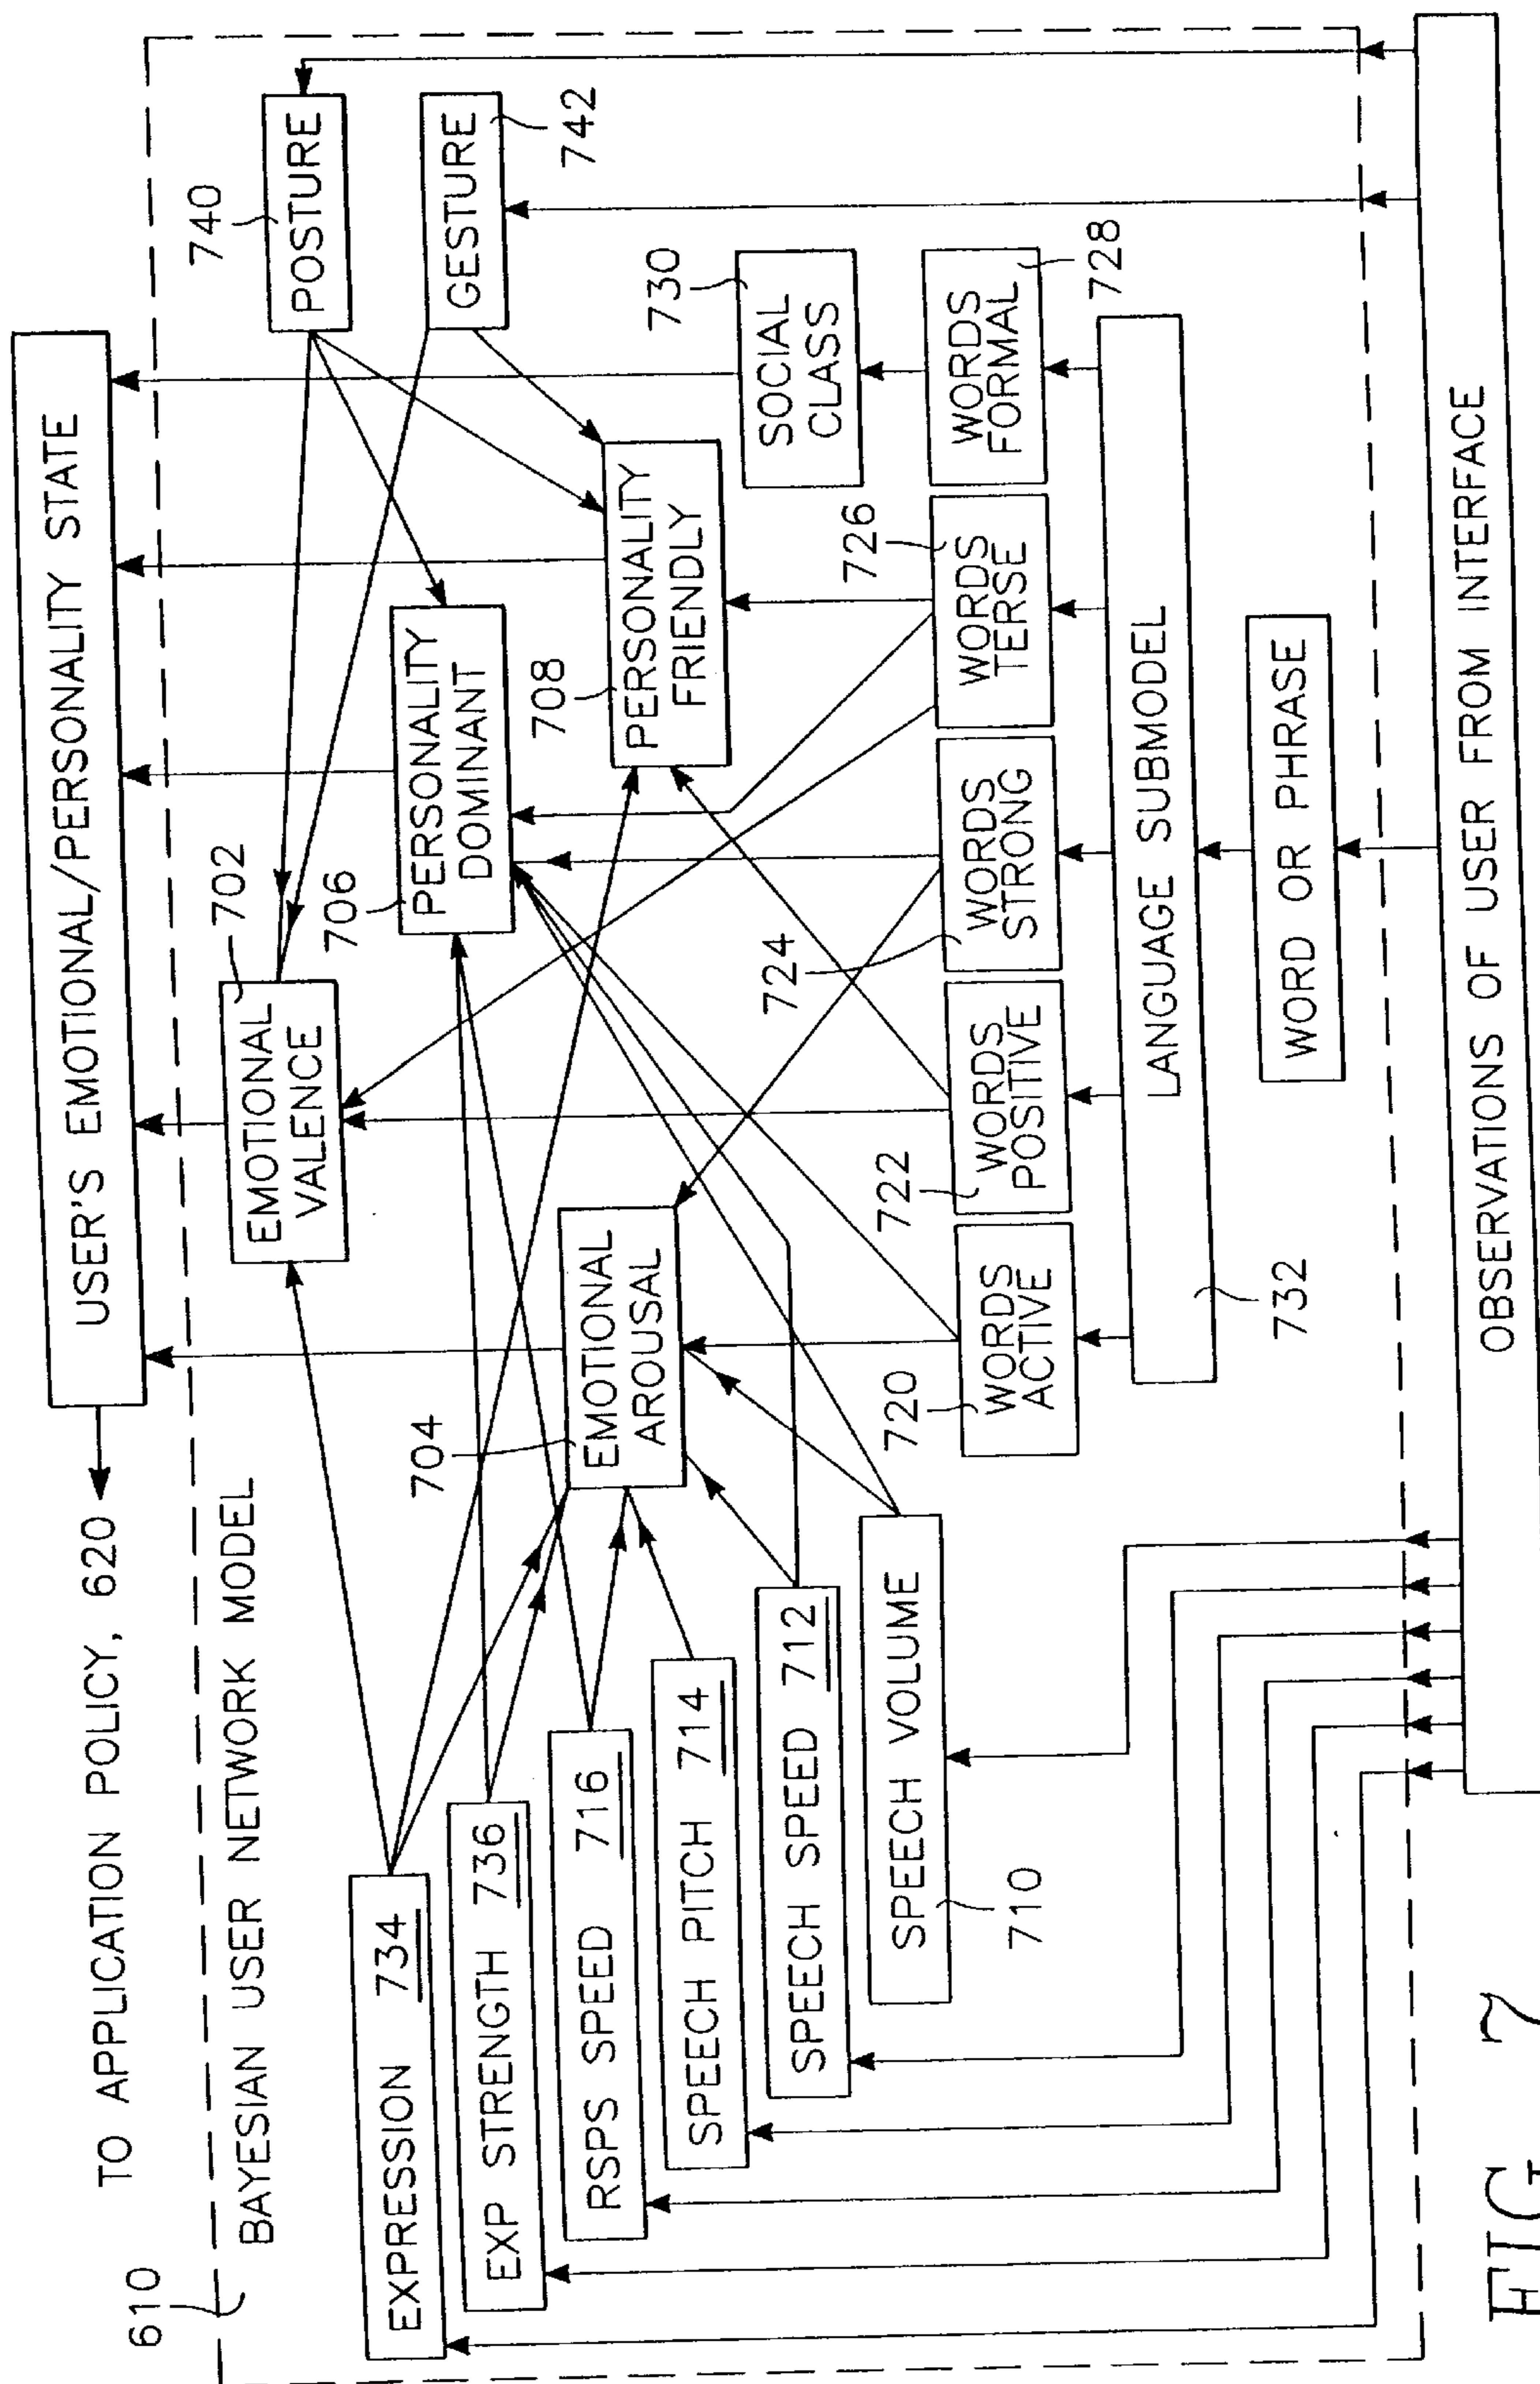 USER'S EMOTIONAL/PERSONALITY STATE
TO APPLICATION POLICY, 620
610
BAYESIAN USER NETWORK MODEL
EMOTIONAL
VALENCE
702
POSTURE
740
GESTURE
742
EXPRESSION 734
EXP STRENGTH 736
RSPS SPEED 716
SPEECH PITCH 714
SPEECH SPEED 712
SPEECH VOLUME
710
EMOTIONAL
AROUSAL
704
PERSONALITY
DOMINANT
706
PERSONALITY
FRIENDLY
708
SOCIAL
CLASS
730
WORDS
ACTIVE
720
WORDS
POSITIVE
722
WORDS
STRONG
724
WORDS
TERSE
726
WORDS
FORMAL
728
LANGUAGE SUBMODEL
732
WORD OR PHRASE
OBSERVATIONS OF USER FROM INTERFACE
FIG 7